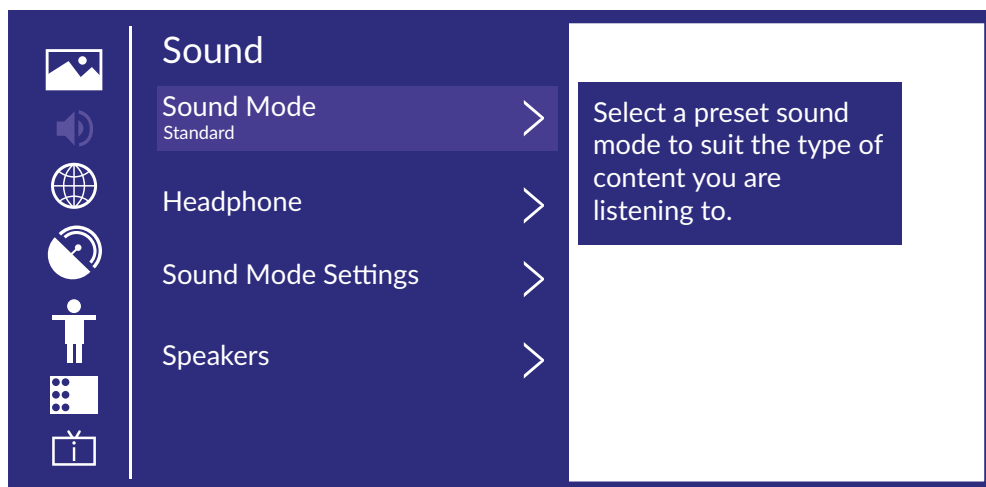 Sound
Sound Mode
Standard
Headphone
Sound Mode Settings
Speakers
Select a preset sound
mode to suit the type of
content you are
listening to.
i